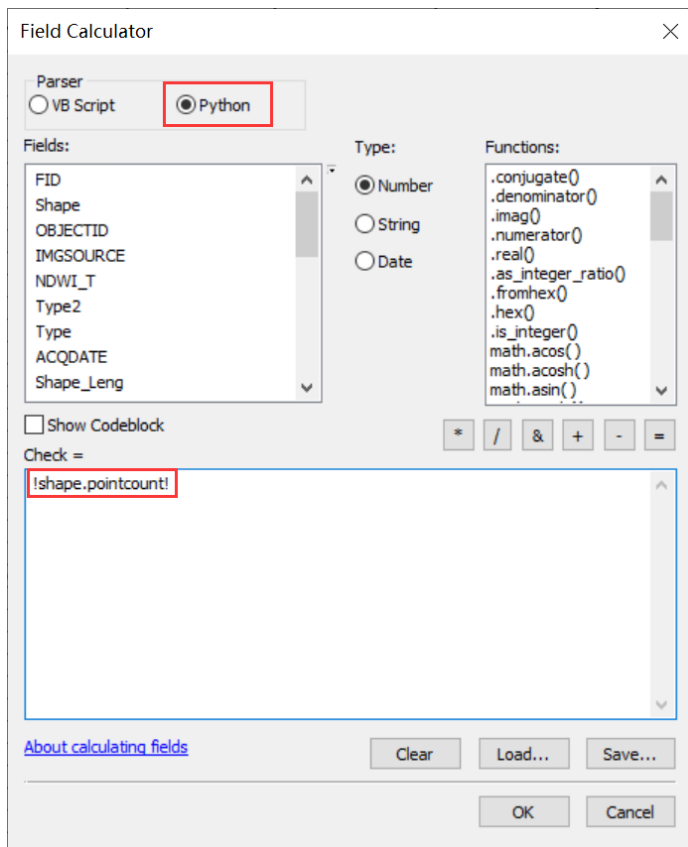 Field Calculator
Parser
VB Script Python
Fields: Type: Functions:
FID
Shape
OBJECTID
IMGSOURCE
NDWI_T
Type2
Type
ACQDATE
Shape_Leng
Number
String
Date
.conjugate()
.denominator()
.imag()
.numerator()
.real()
.as_integer_ratio()
.fromhex()
.hex()
.is_integer()
math.acos( )
math.acosh( )
math.asin( )
Show Codeblock
* / & + - =
Check =
!shape.pointcount!
About calculating fields
Clear Load... Save...
OK Cancel